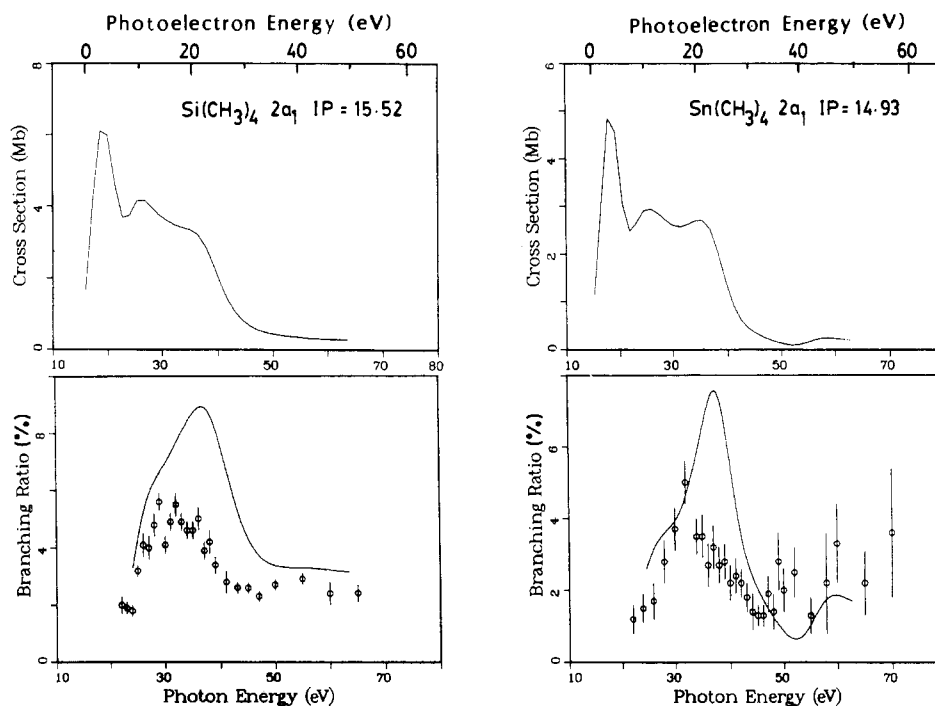 Photoelectron Energy (eV)
0 20 40 60
Si(CH₃)₄ 2a₁ IP = 15·52
Cross Section (Mb)
8
4
0
10 30 50 70 80
Branching Ratio (%)
8
4
0
10 30 50 70
Photon Energy (eV)
Photoelectron Energy (eV)
0 20 40 60
Sn(CH₃)₄ 2a₁ IP = 14·93
Cross Section (Mb)
6
4
2
0
10 30 50 70 80
Branching Ratio (%)
8
6
4
2
0
10 30 50 70
Photon Energy (eV)